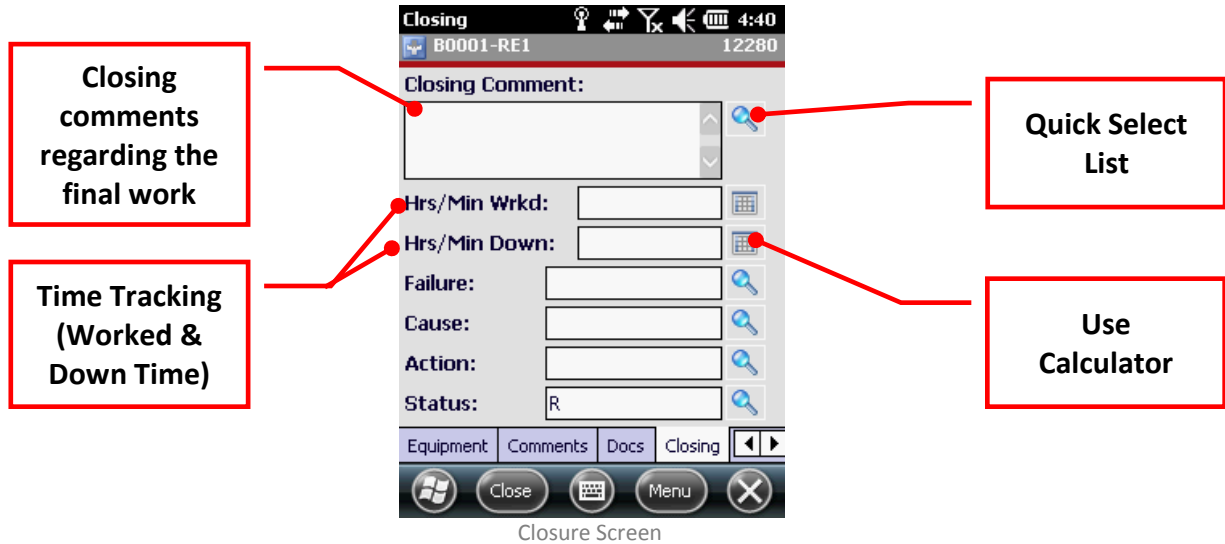 Closing 4:40
B0001-RE1 12280
Closing Comment:
Hrs/Min Wrkd:
Hrs/Min Down:
Failure:
Cause:
Action:
Status: R
Equipment Comments Docs Closing
Close Menu
Closing
comments
regarding the
final work
Time Tracking
(Worked &
Down Time)
Quick Select
List
Use
Calculator
Closure Screen